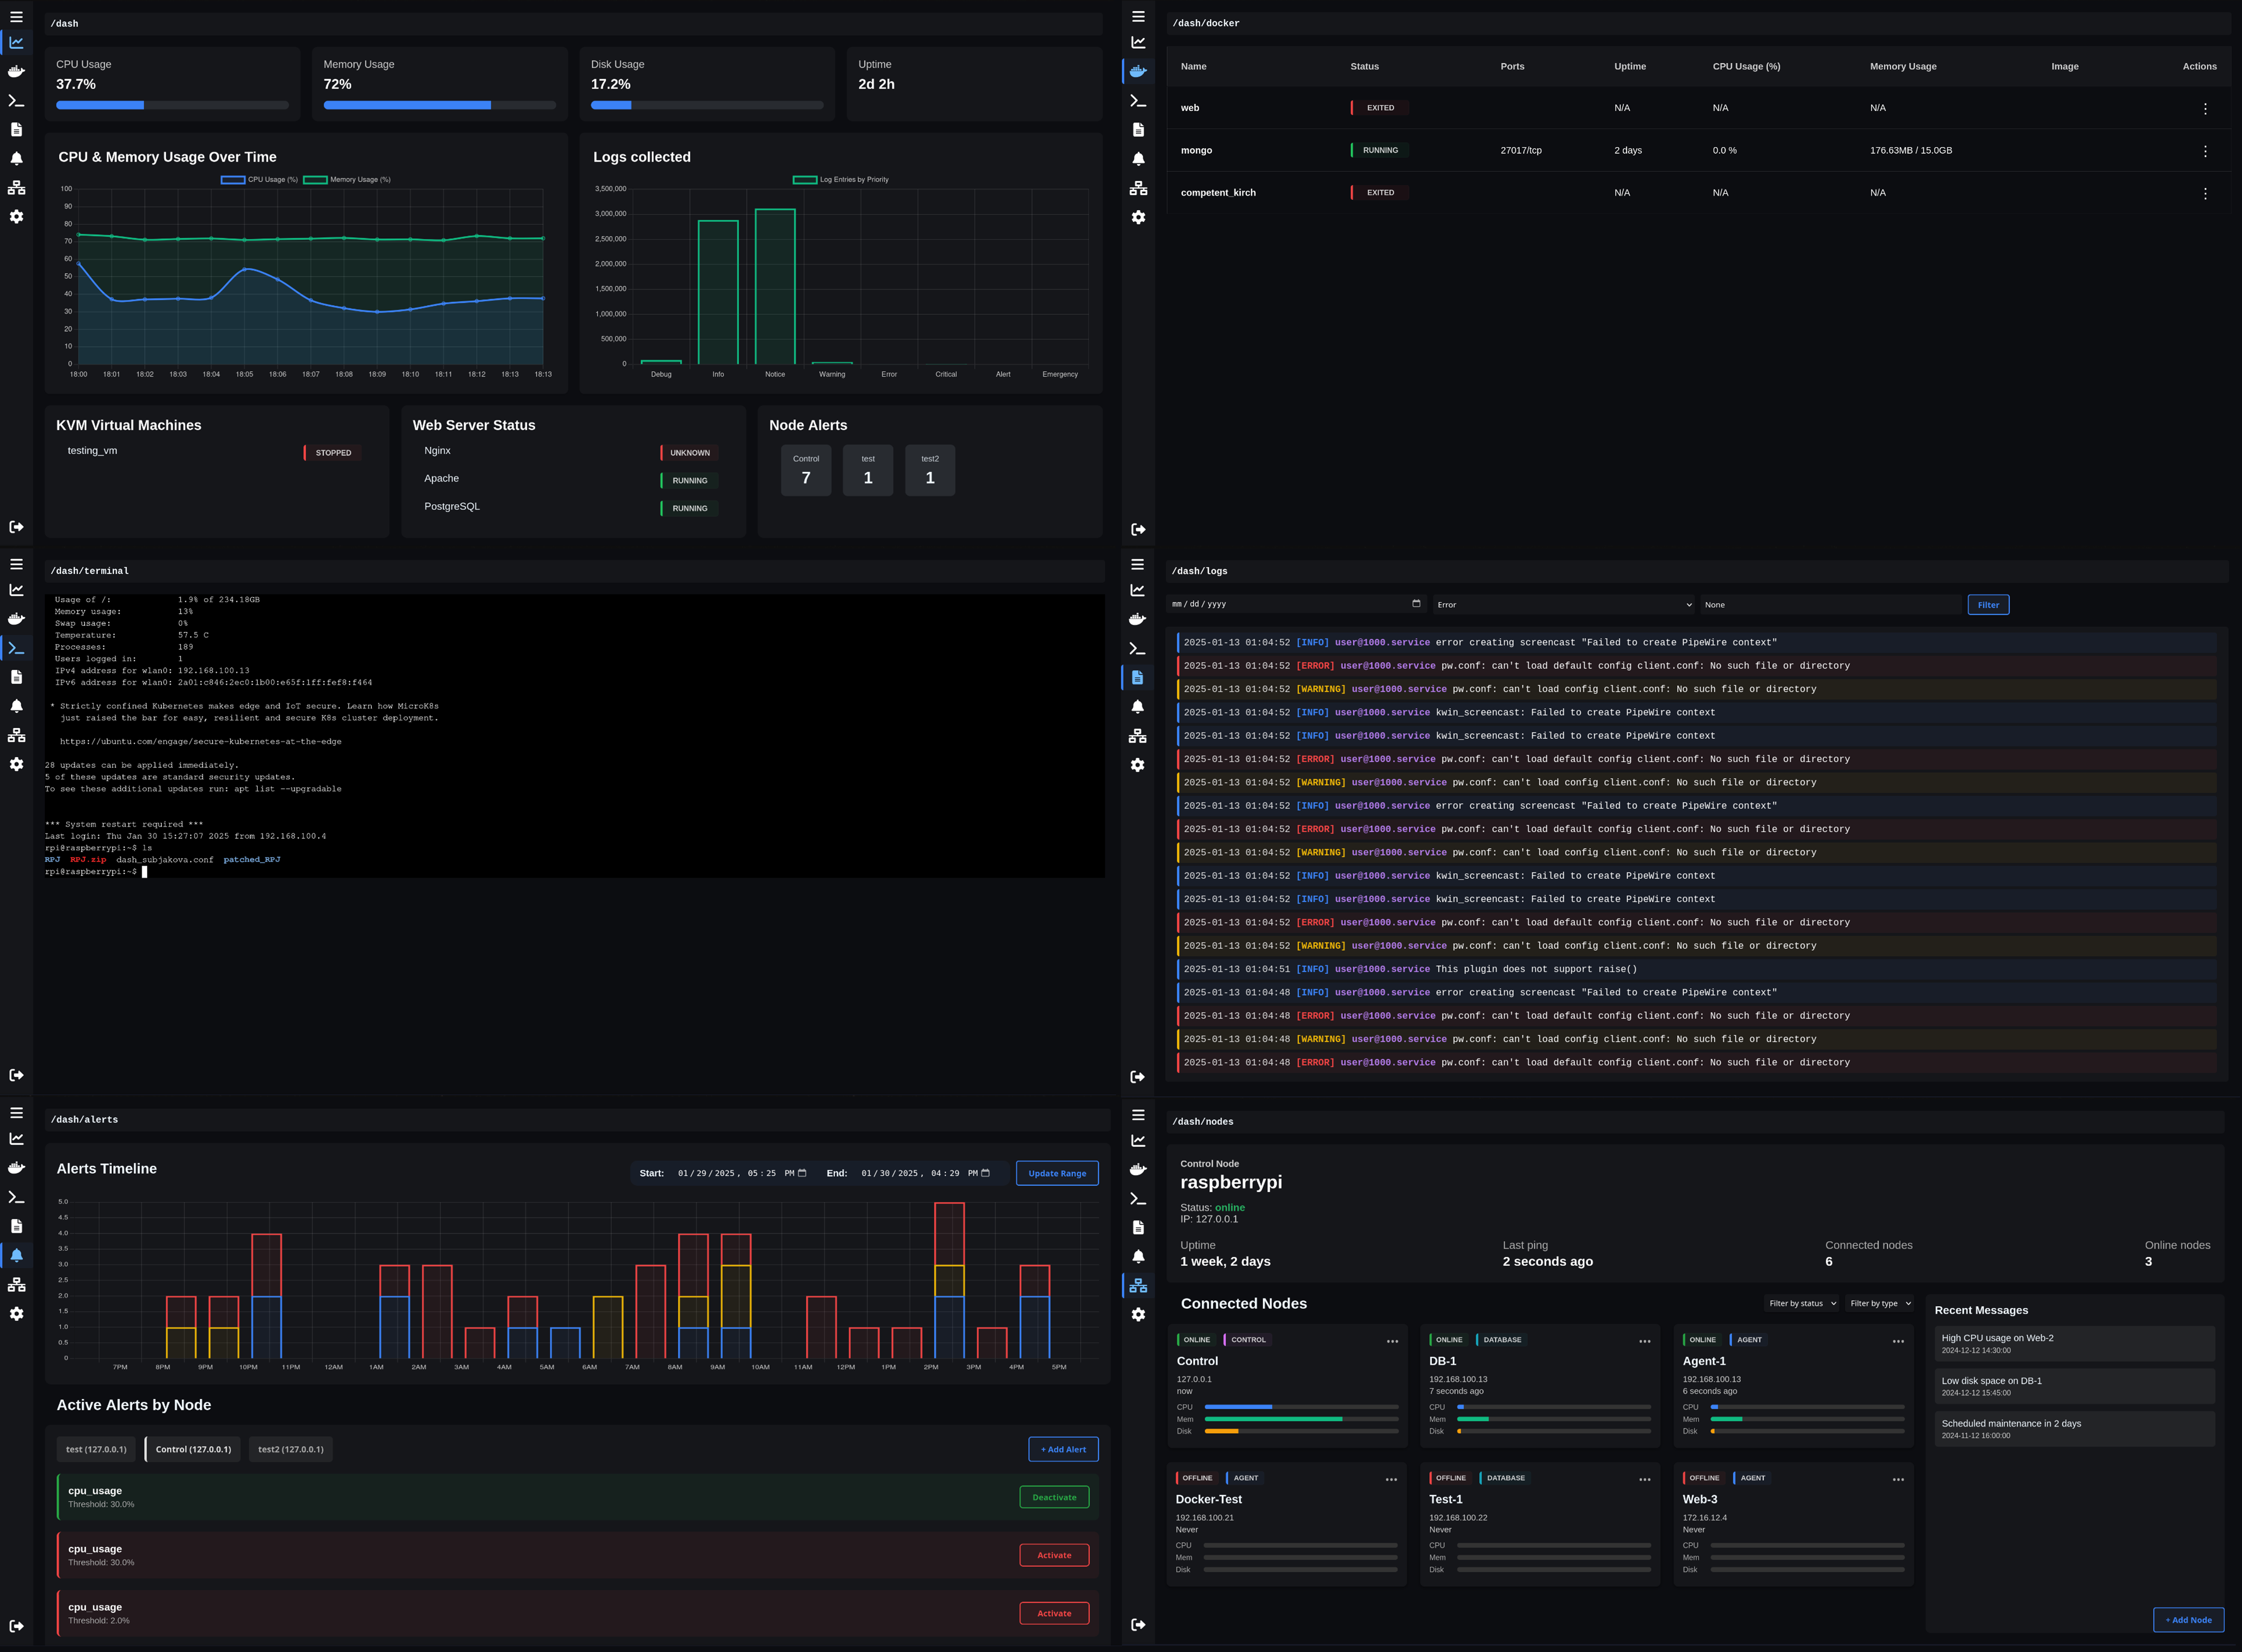 /dash
CPU Usage
37.7%
Memory Usage
72%
Disk Usage
17.2%
Uptime
2d 2h
CPU & Memory Usage Over Time
CPU Usage (%) Memory Usage (%)
100
90
80
70
60
50
40
30
20
10
0
18:00 18:01 18:02 18:03 18:04 18:05 18:06 18:07 18:08 18:09 18:10 18:11 18:12 18:13 18:13
Logs collected
Log Entries by Priority
3,500,000
3,000,000
2,500,000
2,000,000
1,500,000
1,000,000
500,000
0
Debug Info Notice Warning Error Critical Alert Emergency
KVM Virtual Machines
testing_vm STOPPED
Web Server Status
Nginx UNKNOWN
Apache RUNNING
PostgreSQL RUNNING
Node Alerts
Control test test2
7 1 1
/dash/docker
Name Status Ports Uptime CPU Usage (%) Memory Usage Image Actions
web EXITED N/A N/A N/A
mongo RUNNING 27017/tcp 2 days 0.0 % 176.63MB / 15.0GB
competent_kirch EXITED N/A N/A N/A
/dash/terminal
Usage of /: 1.9% of 234.18GB
Memory usage: 13%
Swap usage: 0%
Temperature: 57.5 C
Processes: 189
Users logged in: 1
IPv4 address for wlan0: 192.168.100.13
IPv6 address for wlan0: 2a01:c846:2ec0:1b00:e65f:1ff:fef8:f464
* Strictly confined Kubernetes makes edge and IoT secure. Learn how MicroK8s
just raised the bar for easy, resilient and secure K8s cluster deployment.
https://ubuntu.com/engage/secure-kubernetes-at-the-edge
28 updates can be applied immediately.
5 of these updates are standard security updates.
To see these additional updates run: apt list --upgradable
*** System restart required ***
Last login: Thu Jan 30 15:27:07 2025 from 192.168.100.4
rpi@raspberrypi:~$ ls
RPJ RPJ.zip dash_subjakova.conf patched_RPJ
rpi@raspberrypi:~$
/dash/logs
mm/dd/yyyy Error None Filter
2025-01-13 01:04:52 [INFO] user@1000.service error creating screencast "Failed to create PipeWire context"
2025-01-13 01:04:52 [ERROR] user@1000.service pw.conf: can't load default config client.conf: No such file or directory
2025-01-13 01:04:52 [WARNING] user@1000.service pw.conf: can't load config client.conf: No such file or directory
2025-01-13 01:04:52 [INFO] user@1000.service kwin_screencast: Failed to create PipeWire context
2025-01-13 01:04:52 [INFO] user@1000.service kwin_screencast: Failed to create PipeWire context
2025-01-13 01:04:52 [ERROR] user@1000.service pw.conf: can't load default config client.conf: No such file or directory
2025-01-13 01:04:52 [WARNING] user@1000.service pw.conf: can't load config client.conf: No such file or directory
2025-01-13 01:04:52 [INFO] user@1000.service error creating screencast "Failed to create PipeWire context"
2025-01-13 01:04:52 [ERROR] user@1000.service pw.conf: can't load default config client.conf: No such file or directory
2025-01-13 01:04:52 [WARNING] user@1000.service pw.conf: can't load config client.conf: No such file or directory
2025-01-13 01:04:52 [INFO] user@1000.service kwin_screencast: Failed to create PipeWire context
2025-01-13 01:04:52 [INFO] user@1000.service kwin_screencast: Failed to create PipeWire context
2025-01-13 01:04:52 [ERROR] user@1000.service pw.conf: can't load default config client.conf: No such file or directory
2025-01-13 01:04:52 [WARNING] user@1000.service pw.conf: can't load config client.conf: No such file or directory
2025-01-13 01:04:51 [INFO] user@1000.service This plugin does not support raise()
2025-01-13 01:04:48 [INFO] user@1000.service error creating screencast "Failed to create PipeWire context"
2025-01-13 01:04:48 [ERROR] user@1000.service pw.conf: can't load default config client.conf: No such file or directory
2025-01-13 01:04:48 [WARNING] user@1000.service pw.conf: can't load config client.conf: No such file or directory
2025-01-13 01:04:48 [ERROR] user@1000.service pw.conf: can't load default config client.conf: No such file or directory
/dash/alerts
Alerts Timeline
Start: 01/29/2025, 05:25 PM End: 01/30/2025, 04:29 PM Update Range
5.0
4.5
4.0
3.5
3.0
2.5
2.0
1.5
1.0
0.5
0
7PM 8PM 9PM 10PM 11PM 12AM 1AM 2AM 3AM 4AM 5AM 6AM 7AM 8AM 9AM 10AM 11AM 12PM 1PM 2PM 3PM 4PM 5PM
Active Alerts by Node
test (127.0.0.1) Control (127.0.0.1) test2 (127.0.0.1) + Add Alert
cpu_usage
Threshold: 30.0%
Deactivate
cpu_usage
Threshold: 30.0%
Activate
cpu_usage
Threshold: 2.0%
Activate
/dash/nodes
Control Node
raspberrypi
Status: online
IP: 127.0.0.1
Uptime Last ping Connected nodes Online nodes
1 week, 2 days 2 seconds ago 6 3
Connected Nodes Filter by status Filter by type
ONLINE CONTROL
Control
127.0.0.1
now
CPU
Mem
Disk
ONLINE DATABASE
DB-1
192.168.100.13
7 seconds ago
CPU
Mem
Disk
ONLINE AGENT
Agent-1
192.168.100.13
6 seconds ago
CPU
Mem
Disk
OFFLINE AGENT
Docker-Test
192.168.100.21
Never
CPU
Mem
Disk
OFFLINE DATABASE
Test-1
192.168.100.22
Never
CPU
Mem
Disk
OFFLINE AGENT
Web-3
172.16.12.4
Never
CPU
Mem
Disk
Recent Messages
High CPU usage on Web-2
2024-12-12 14:30:00
Low disk space on DB-1
2024-12-12 15:45:00
Scheduled maintenance in 2 days
2024-11-12 16:00:00
+ Add Node